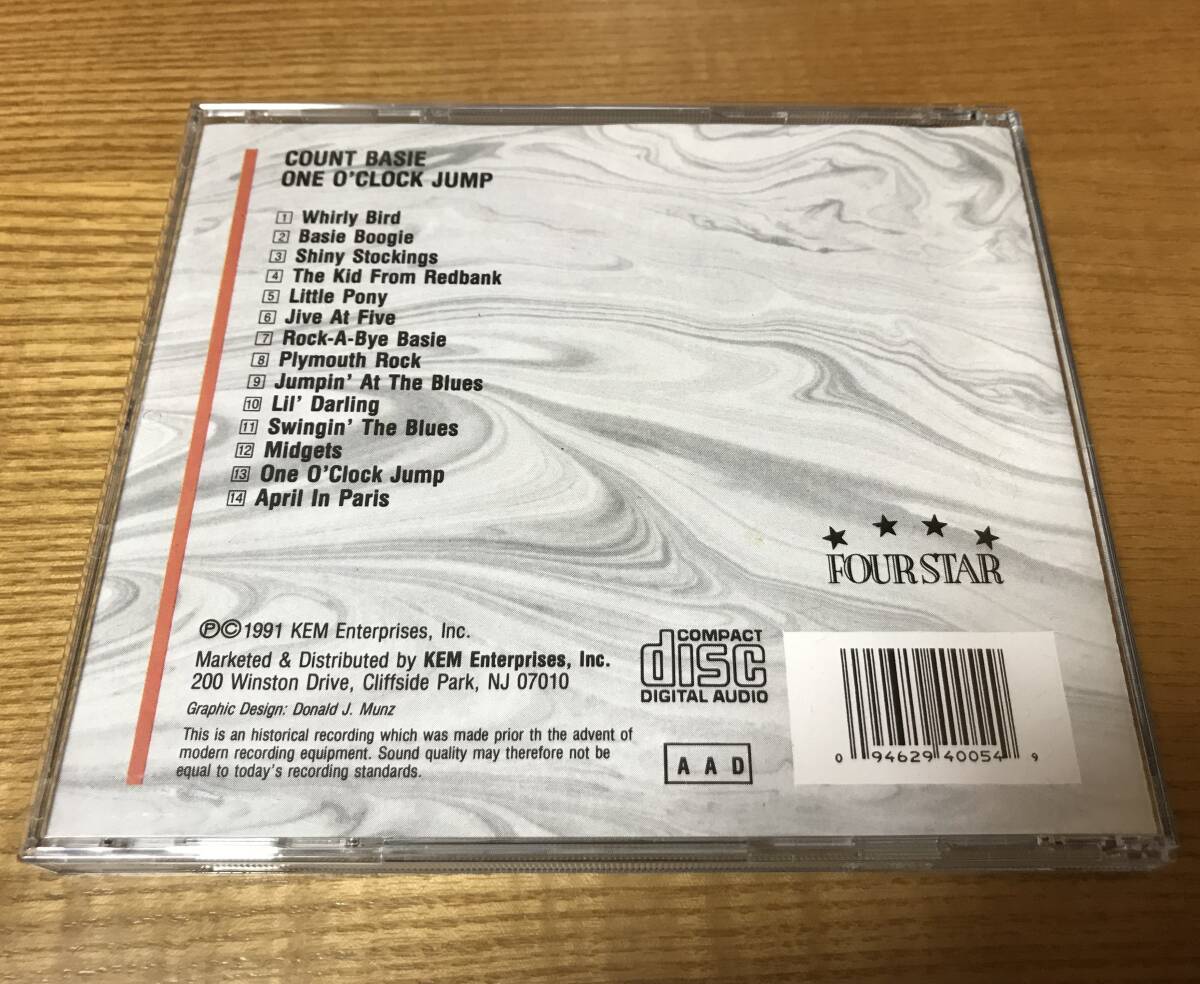 COUNT BASIE
ONE O'CLOCK JUMP
1 Whirly Bird
2 Basie Boogie
3 Shiny Stockings
4 The Kid From Redbank
5 Little Pony
6 Jive At Five
7 Rock-A-Bye Basie
8 Plymouth Rock
9 Jumpin' At The Blues
10 Lil' Darling
11 Swingin' The Blues
12 Midgets
13 One O'Clock Jump
14 April In Paris
FOUR STAR
℗©1991 KEM Enterprises, Inc.
Marketed & Distributed by KEM Enterprises, Inc.
200 Winston Drive, Cliffside Park, NJ 07010
Graphic Design: Donald J. Munz
This is an historical recording which was made prior th the advent of
modern recording equipment. Sound quality may therefore not be
equal to today's recording standards.
COMPACT
disc
DIGITAL AUDIO
A A D
0 94629 40054 9